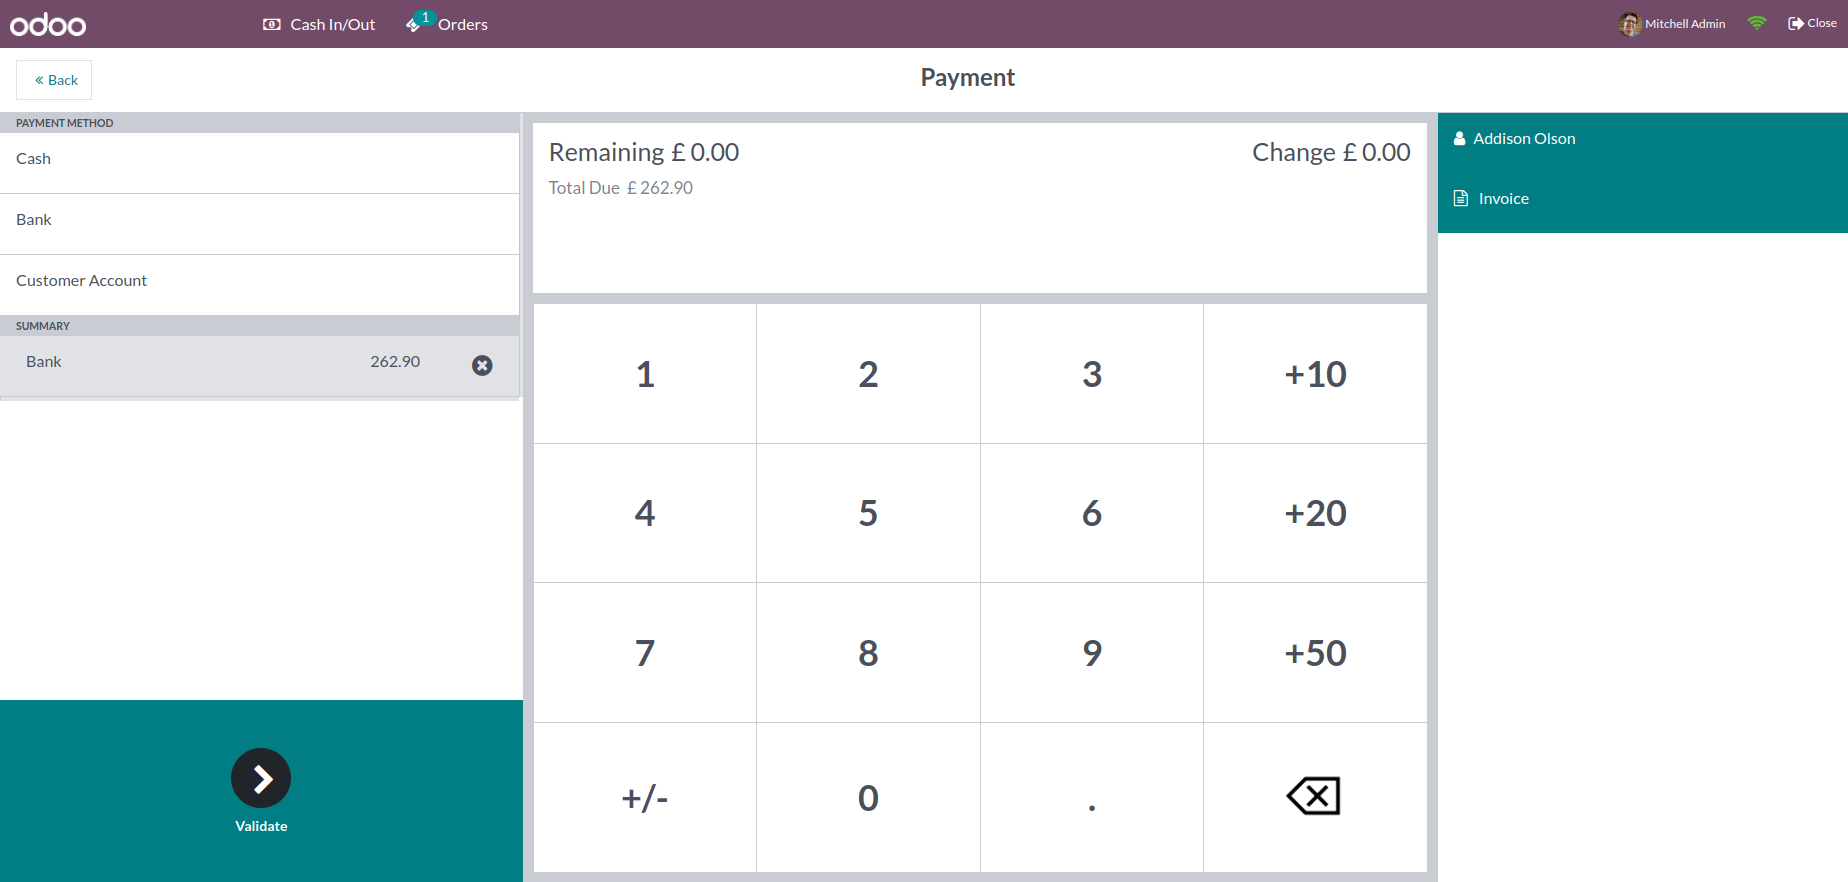 odoo
Cash In/Out
1
Orders
Mitchell Admin
Close
« Back
Payment
PAYMENT METHOD
Cash
Bank
Customer Account
SUMMARY
Bank 262.90
Validate
Remaining £ 0.00
Change £ 0.00
Total Due £ 262.90
1 2 3 +10
4 5 6 +20
7 8 9 +50
+/- 0 .
Addison Olson
Invoice